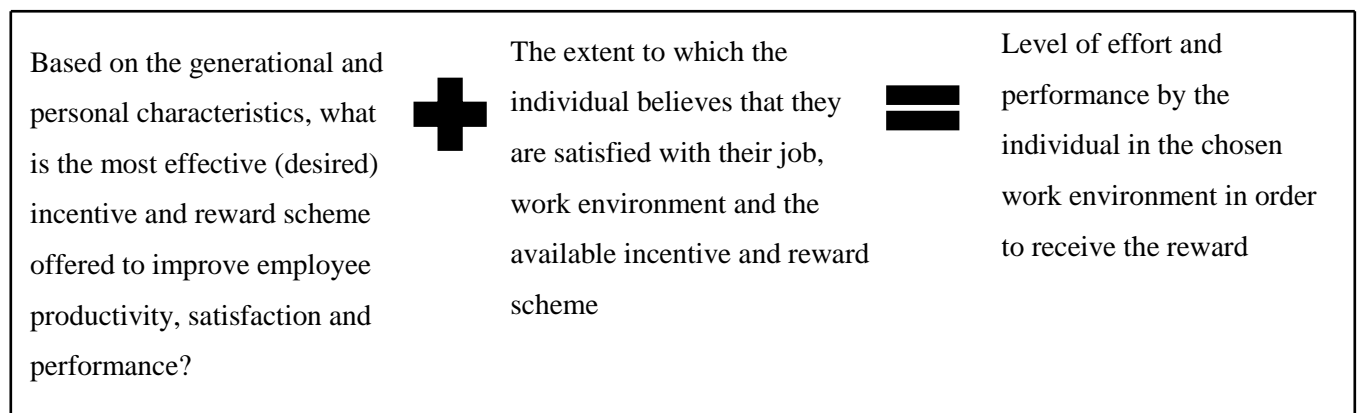 Based on the generational and
personal characteristics, what
is the most effective (desired)
incentive and reward scheme
offered to improve employee
productivity, satisfaction and
performance?
The extent to which the
individual believes that they
are satisfied with their job,
work environment and the
available incentive and reward
scheme
Level of effort and
performance by the
individual in the chosen
work environment in order
to receive the reward